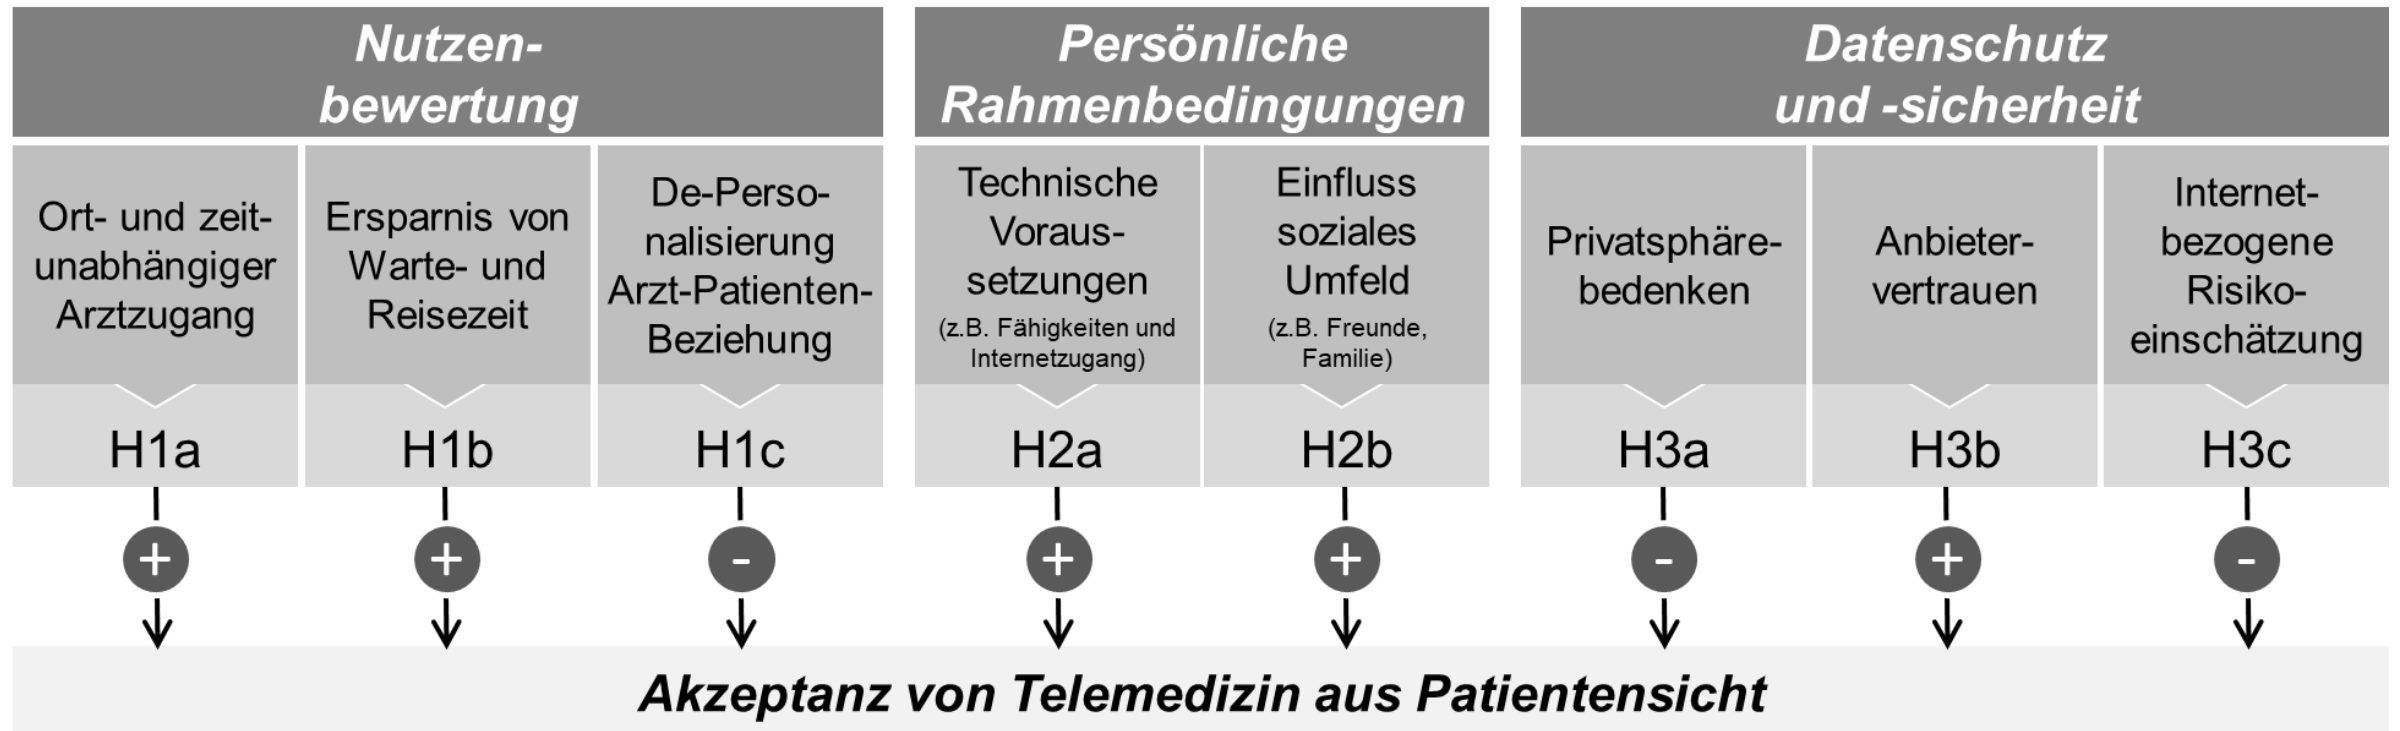 Nutzen-
bewertung
Persönliche
Rahmenbedingungen
Datenschutz
und -sicherheit
Ort- und zeit-
unabhängiger
Arztzugang
Ersparnis von
Warte- und
Reisezeit
De-Perso-
nalisierung
Arzt-Patienten-
Beziehung
Technische
Voraus-
setzungen
(z.B. Fähigkeiten und
Internetzugang)
Einfluss
soziales
Umfeld
(z.B. Freunde,
Familie)
Privatsphäre-
bedenken
Anbieter-
vertrauen
Internet-
bezogene
Risiko-
einschätzung
H1a
H1b
H1c
H2a
H2b
H3a
H3b
H3c
+
+
-
+
+
-
+
-
Akzeptanz von Telemedizin aus Patientensicht